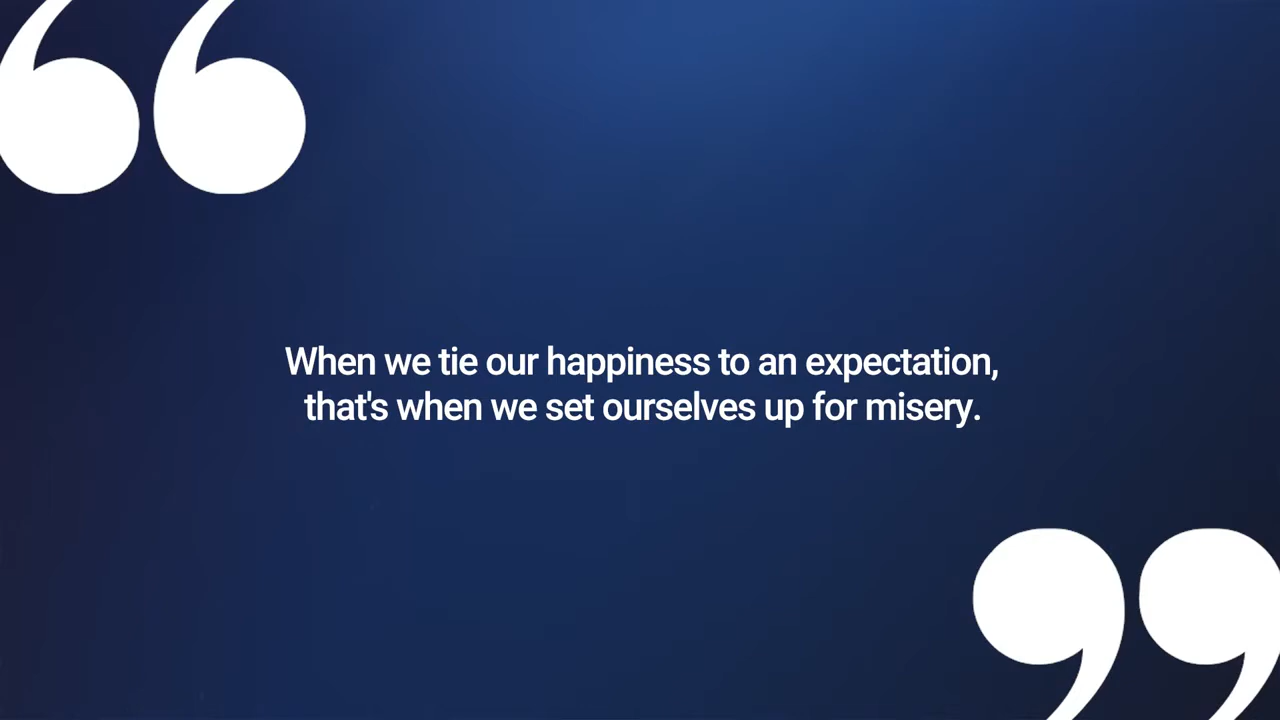 When we tie our happiness to an expectation,
that's when we set ourselves up for misery.